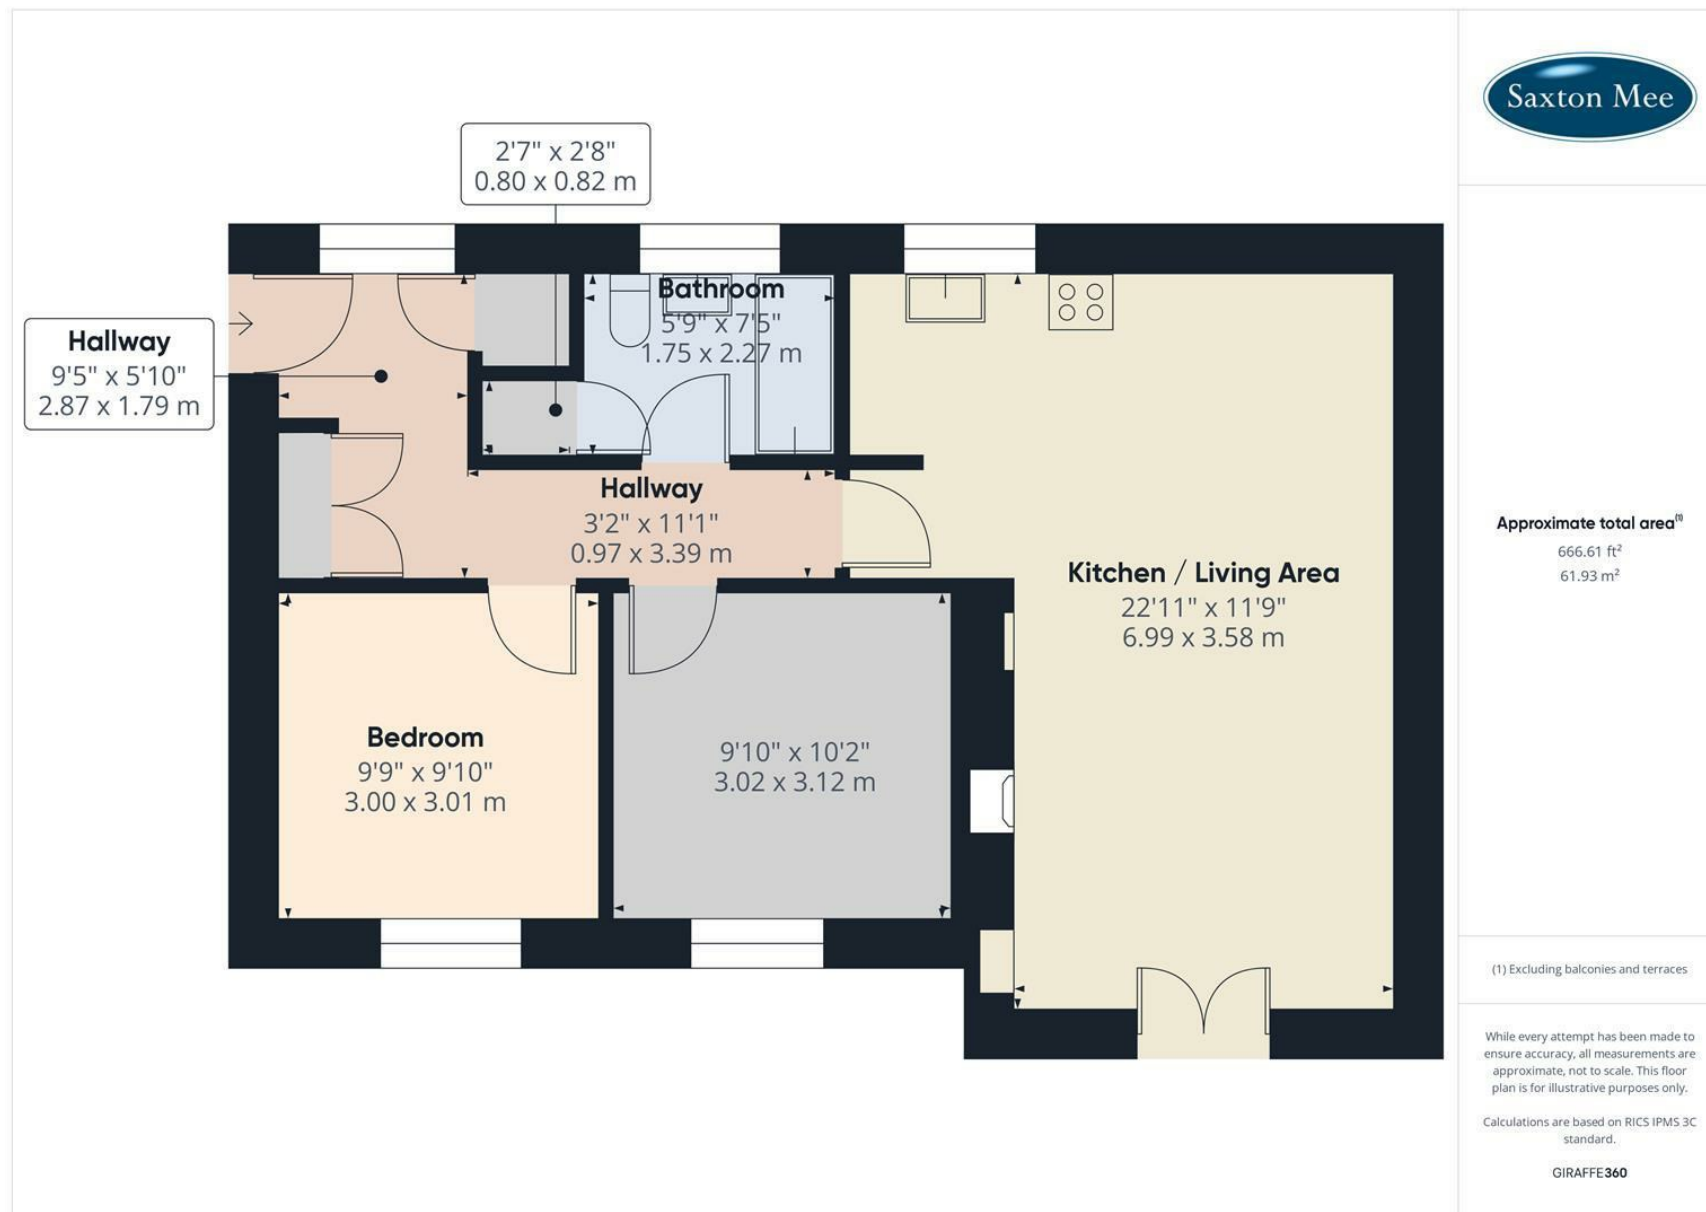 Saxton Mee
2'7" x 2'8"
0.80 x 0.82 m
Bathroom
5'9" x 7'5"
1.75 x 2.27 m
Hallway
9'5" x 5'10"
2.87 x 1.79 m
Hallway
3'2" x 11'1"
0.97 x 3.39 m
Kitchen / Living Area
22'11" x 11'9"
6.99 x 3.58 m
Bedroom
9'9" x 9'10"
3.00 x 3.01 m
9'10" x 10'2"
3.02 x 3.12 m
Approximate total area(1)
666.61 ft²
61.93 m²
(1) Excluding balconies and terraces
While every attempt has been made to
ensure accuracy, all measurements are
approximate, not to scale. This floor
plan is for illustrative purposes only.
Calculations are based on RICS IPMS 3C
standard.
GIRAFFE360